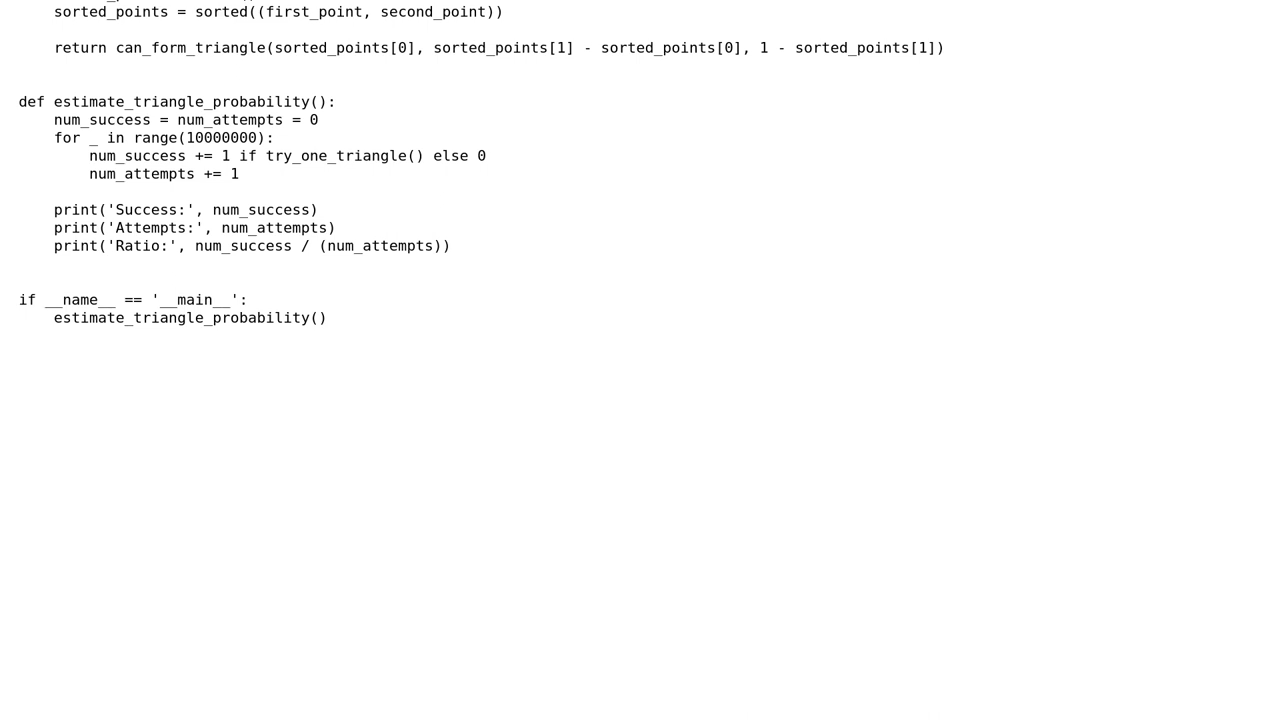 sorted_points = sorted((first_point, second_point))

    return can_form_triangle(sorted_points[0], sorted_points[1] - sorted_points[0], 1 - sorted_points[1])


def estimate_triangle_probability():
    num_success = num_attempts = 0
    for _ in range(10000000):
        num_success += 1 if try_one_triangle() else 0
        num_attempts += 1

    print('Success:', num_success)
    print('Attempts:', num_attempts)
    print('Ratio:', num_success / (num_attempts))


if __name__ == '__main__':
    estimate_triangle_probability()